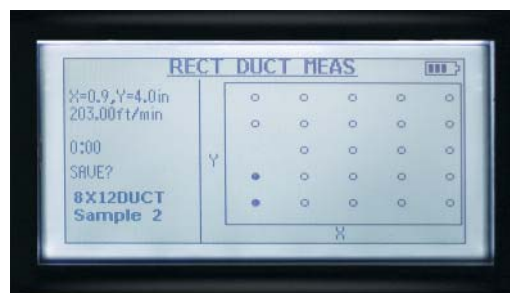 RECT DUCT MEAS
X=0.9,Y=4.0in
203.00ft/min
0:00
SAVE?
8X12DUCT
Sample 2
Y
X